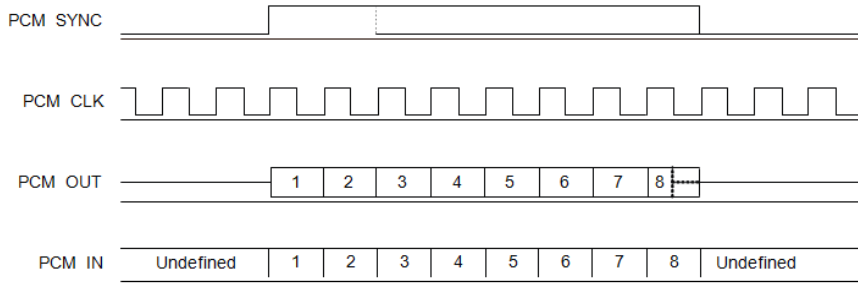 PCM SYNC
PCM CLK
PCM OUT 1 2 3 4 5 6 7 8
PCM IN Undefined 1 2 3 4 5 6 7 8 Undefined